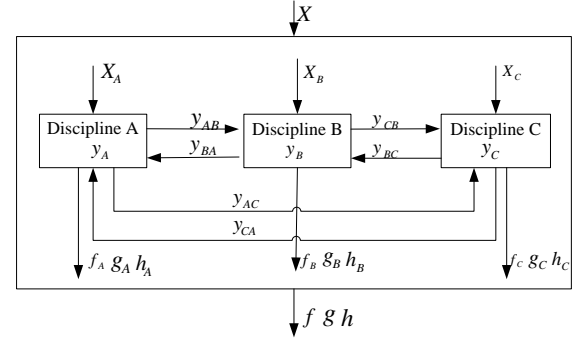 X
X_A X_B X_C
Discipline A y_AB Discipline B y_CB Discipline C
y_A y_BA y_B y_BC y_C
y_AC
y_CA
f_A g_A h_A f_B g_B h_B f_C g_C h_C
f g h